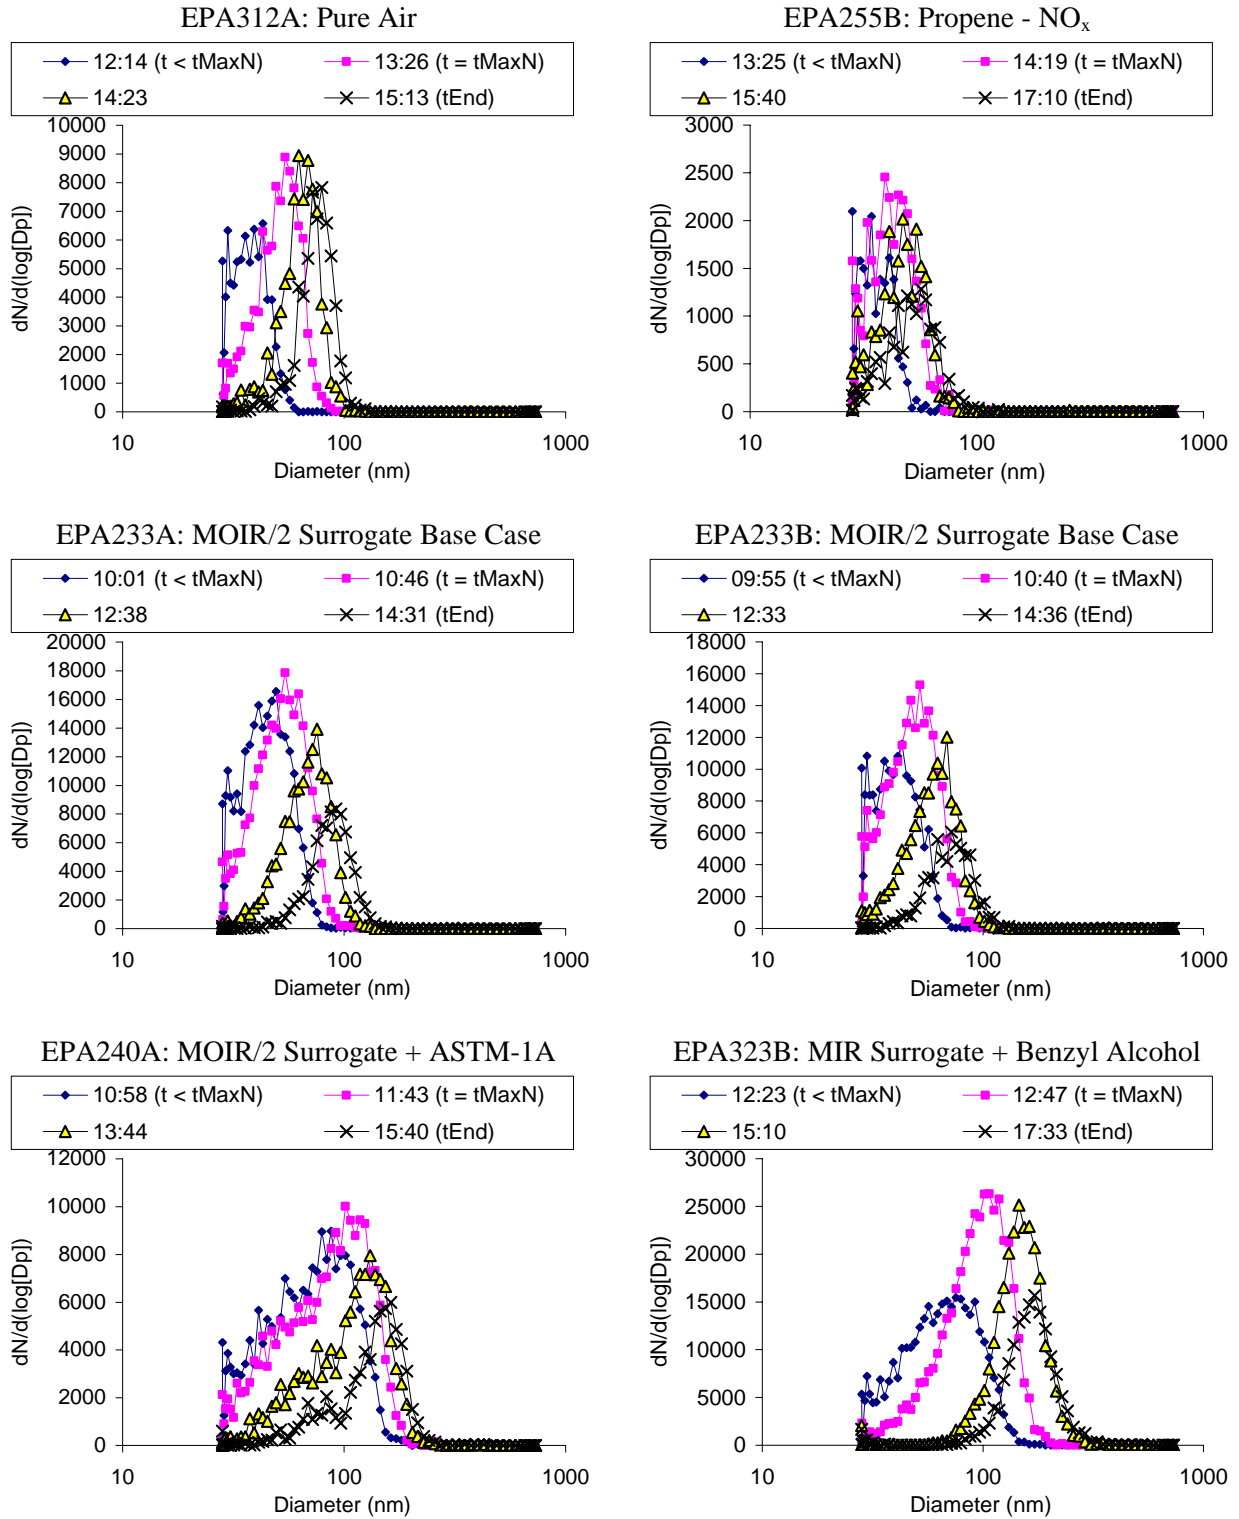 EPA312A: Pure Air
12:14 (t < tMaxN)
13:26 (t = tMaxN)
14:23
15:13 (tEnd)
10000
9000
8000
7000
6000
5000
4000
3000
2000
1000
0
dN/d(log[Dp])
10
100
1000
Diameter (nm)
EPA255B: Propene - NOx
13:25 (t < tMaxN)
14:19 (t = tMaxN)
15:40
17:10 (tEnd)
3000
2500
2000
1500
1000
500
0
dN/d(log[Dp])
10
100
1000
Diameter (nm)
EPA233A: MOIR/2 Surrogate Base Case
10:01 (t < tMaxN)
10:46 (t = tMaxN)
12:38
14:31 (tEnd)
20000
18000
16000
14000
12000
10000
8000
6000
4000
2000
0
dN/d(log[Dp])
10
100
1000
Diameter (nm)
EPA233B: MOIR/2 Surrogate Base Case
09:55 (t < tMaxN)
10:40 (t = tMaxN)
12:33
14:36 (tEnd)
18000
16000
14000
12000
10000
8000
6000
4000
2000
0
dN/d(log[Dp])
10
100
1000
Diameter (nm)
EPA240A: MOIR/2 Surrogate + ASTM-1A
10:58 (t < tMaxN)
11:43 (t = tMaxN)
13:44
15:40 (tEnd)
12000
10000
8000
6000
4000
2000
0
dN/d(log[Dp])
10
100
1000
Diameter (nm)
EPA323B: MIR Surrogate + Benzyl Alcohol
12:23 (t < tMaxN)
12:47 (t = tMaxN)
15:10
17:33 (tEnd)
30000
25000
20000
15000
10000
5000
0
dN/d(log[Dp])
10
100
1000
Diameter (nm)